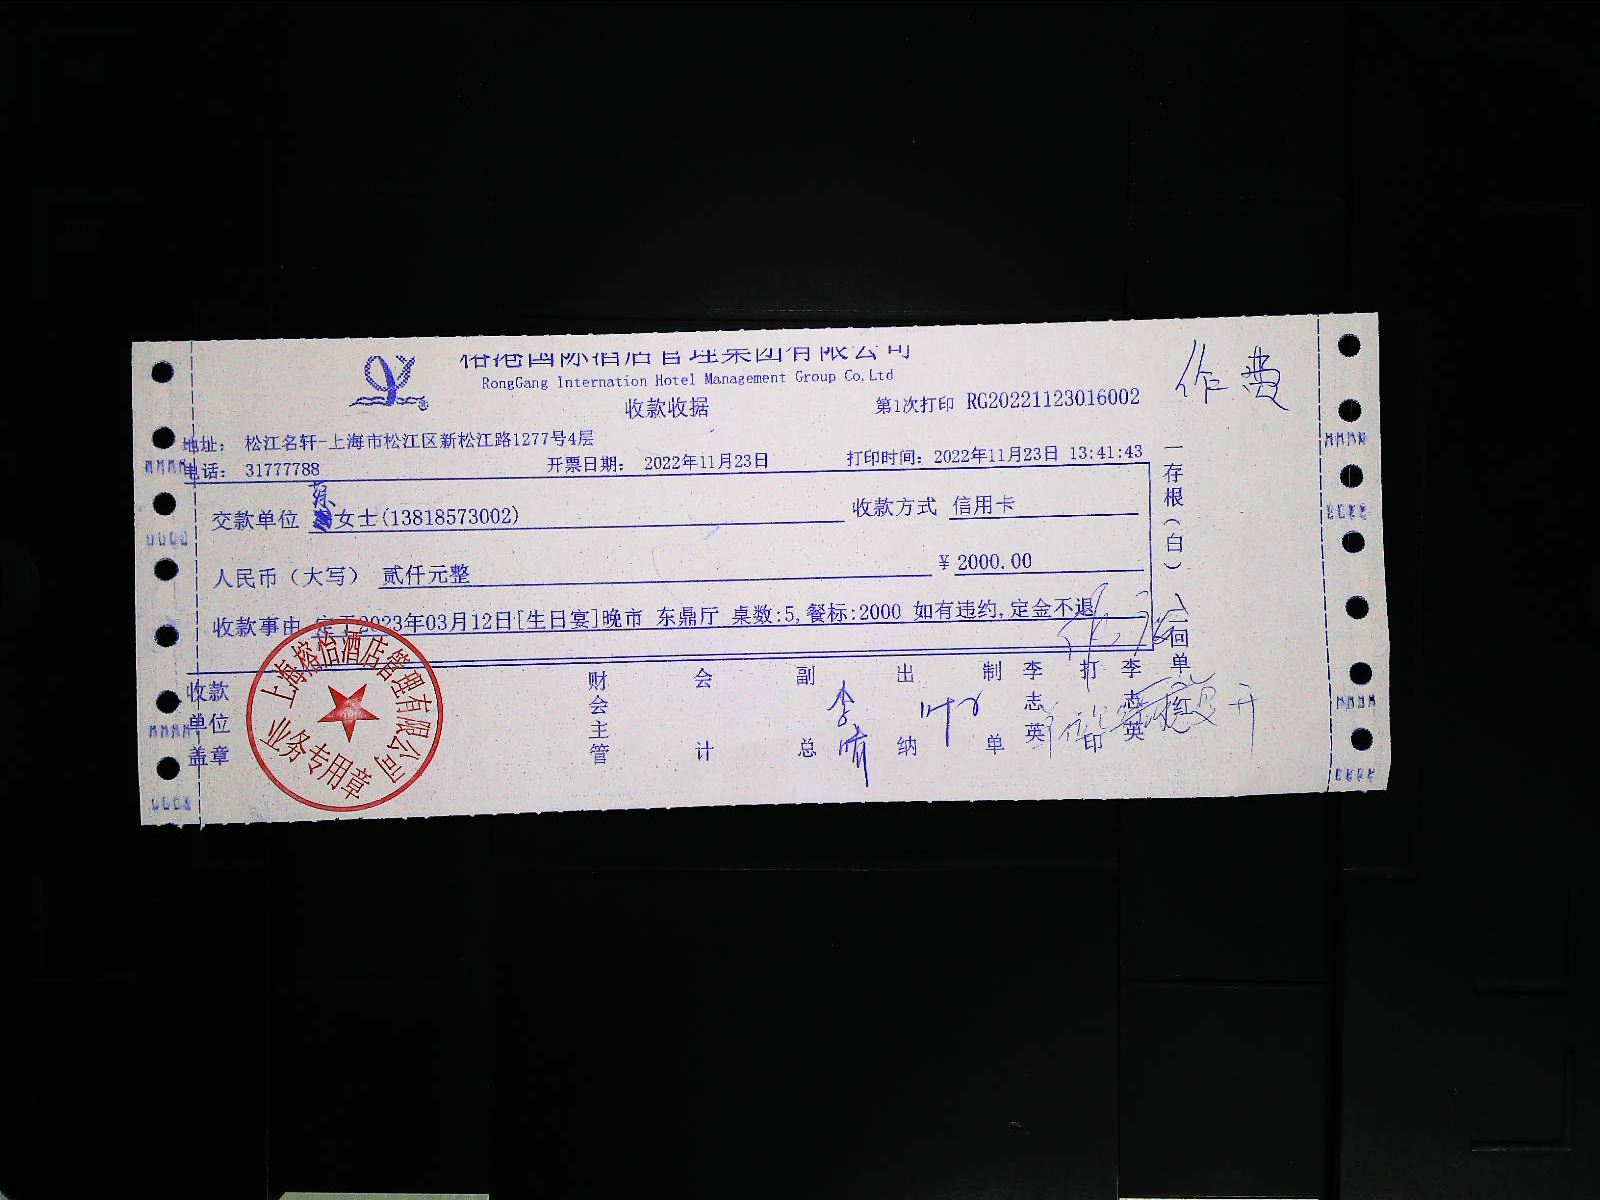 榕港国际酒店管理集团有限公司
RongGang Internation Hotel Management Group Co,Ltd
收款收据
第1次打印 RG20221123016002
作废
地址： 松江名轩-上海市松江区新松江路1277号4层
电话： 31777788
开票日期： 2022年11月23日
打印时间：2022年11月23日 13:41:43
交款单位 蔡女士(13818573002)
收款方式 信用卡
人民币（大写） 贰仟元整
￥2000.00
收款事由 定于2023年03月12日[生日宴]晚市 东鼎厅 桌数:5,餐标:2000 如有违约,定金不退
一存根（白） 二回单（红）
收款单位盖章
上海榕怡酒店管理有限公司
业务专用章
财会主管
会计
副总
出纳
制单 李志英
打印 李志英